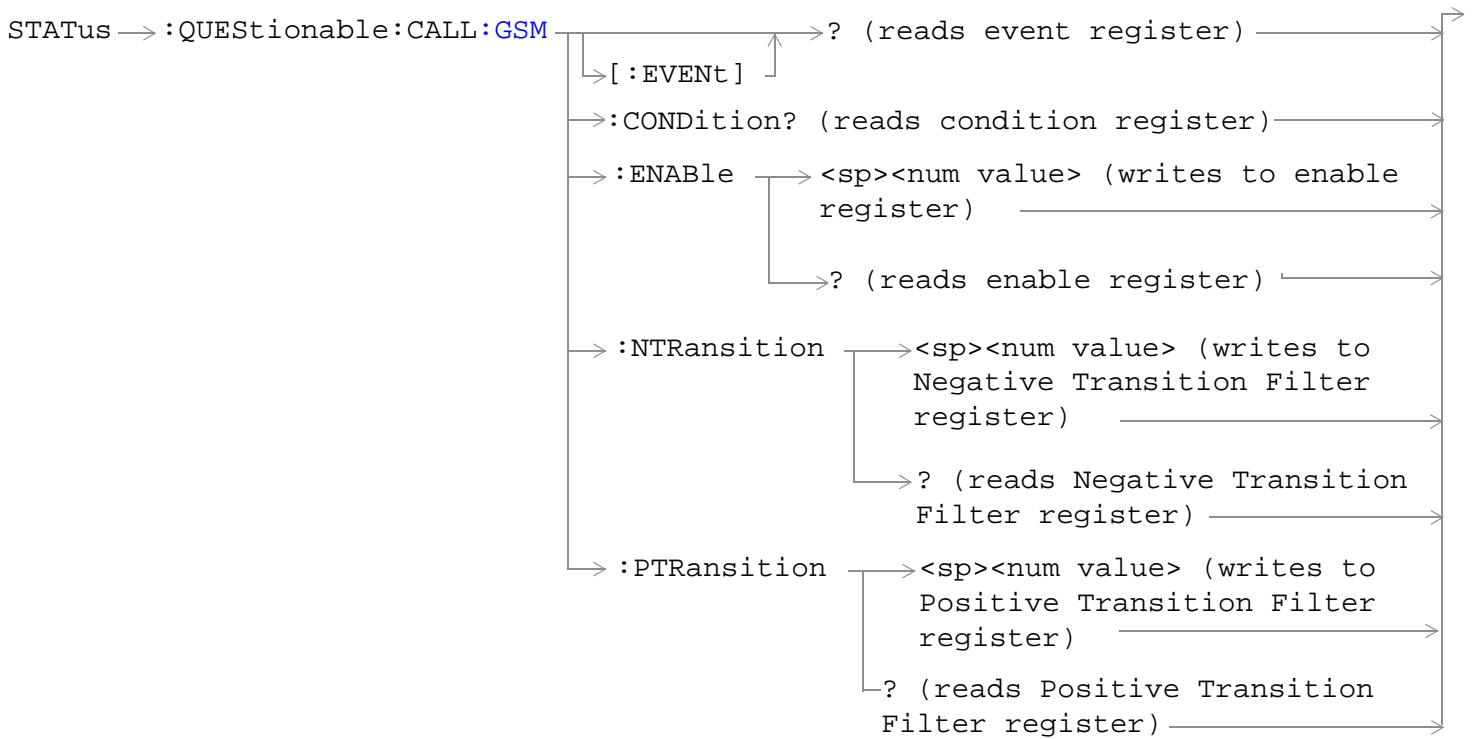 STATus :QUEStionable:CALL:GSM ? (reads event register)
[:EVENt]
:CONDition? (reads condition register)
:ENABle <sp><num value> (writes to enable
register)
? (reads enable register)
:NTRansition <sp><num value> (writes to
Negative Transition Filter
register)
? (reads Negative Transition
Filter register)
:PTRansition <sp><num value> (writes to
Positive Transition Filter
register)
? (reads Positive Transition
Filter register)